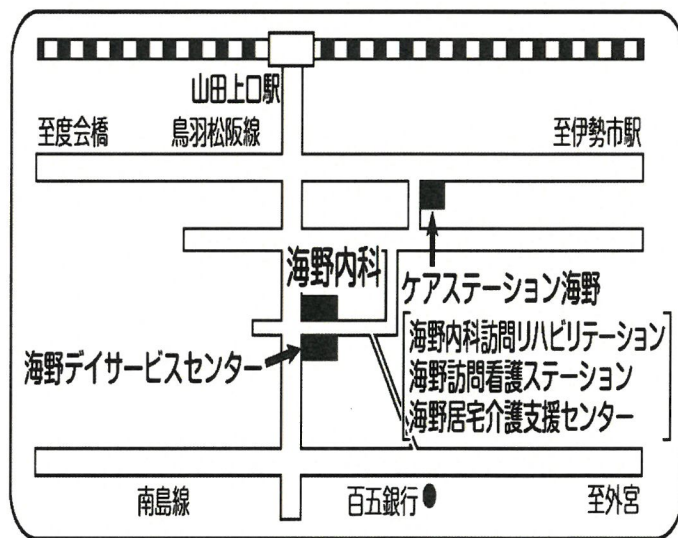 山田上口駅
至度会橋
鳥羽松阪線
至伊勢市駅
海野内科
ケアステーション海野
海野内科訪問リハビリテーション
海野訪問看護ステーション
海野居宅介護支援センター
海野デイサービスセンター
南島線
百五銀行
至外宮